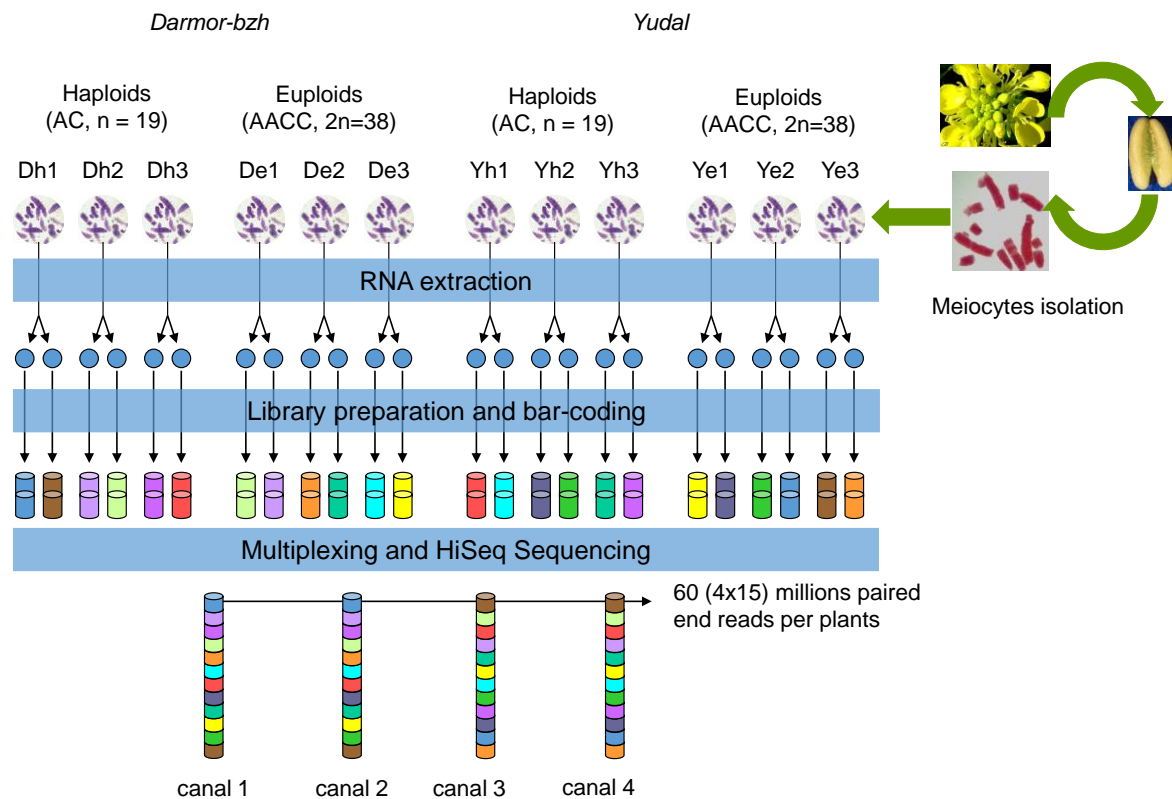 Darmor-bzh Yudal
Haploids
(AC, n = 19)
Euploids
(AACC, 2n=38)
Haploids
(AC, n = 19)
Euploids
(AACC, 2n=38)
Dh1 Dh2 Dh3 De1 De2 De3 Yh1 Yh2 Yh3 Ye1 Ye2 Ye3
RNA extraction
Meiocytes isolation
Library preparation and bar-coding
Multiplexing and HiSeq Sequencing
60 (4x15) millions paired
end reads per plants
canal 1 canal 2 canal 3 canal 4